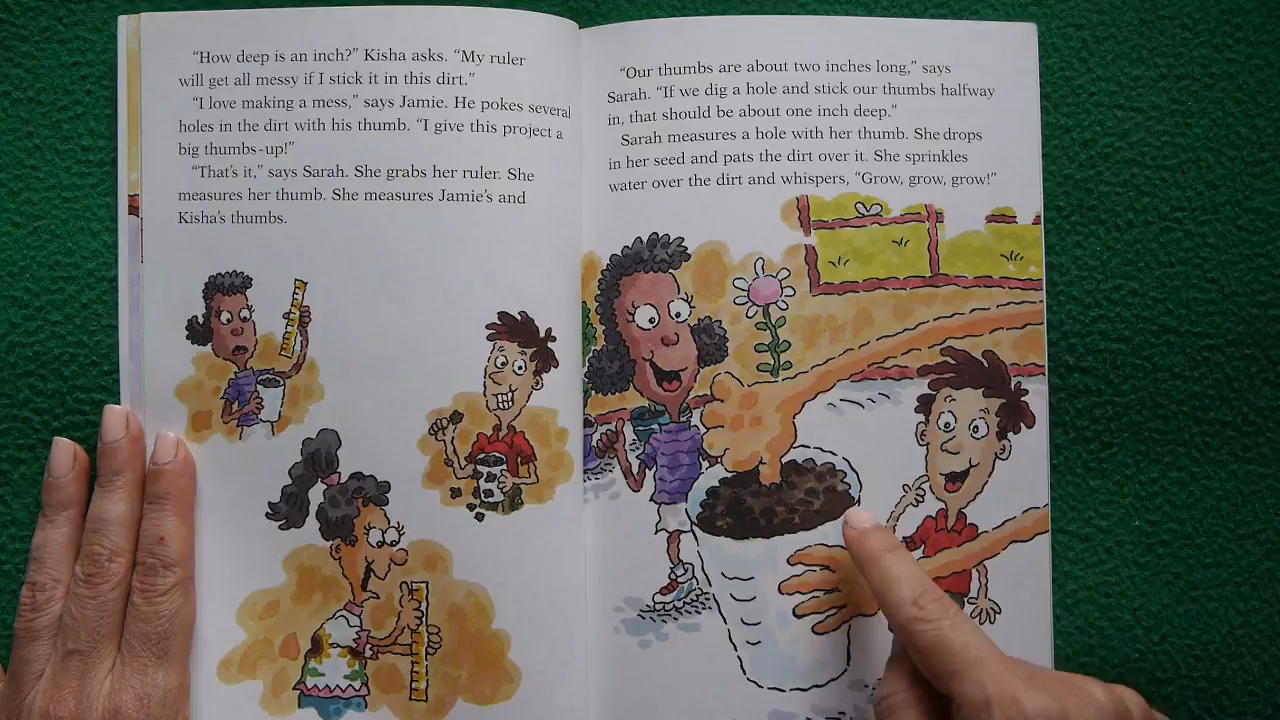 “How deep is an inch?” Kisha asks. “My ruler
will get all messy if I stick it in this dirt.”
“I love making a mess,” says Jamie. He pokes several
holes in the dirt with his thumb. “I give this project a
big thumbs-up!”
“That’s it,” says Sarah. She grabs her ruler. She
measures her thumb. She measures Jamie’s and
Kisha’s thumbs.
“Our thumbs are about two inches long,” says
Sarah. “If we dig a hole and stick our thumbs halfway
in, that should be about one inch deep.”
Sarah measures a hole with her thumb. She drops
in her seed and pats the dirt over it. She sprinkles
water over the dirt and whispers, “Grow, grow, grow!”